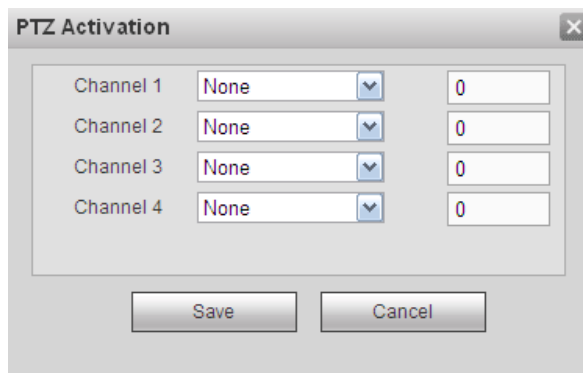 PTZ Activation
Channel 1 None 0
Channel 2 None 0
Channel 3 None 0
Channel 4 None 0
Save Cancel